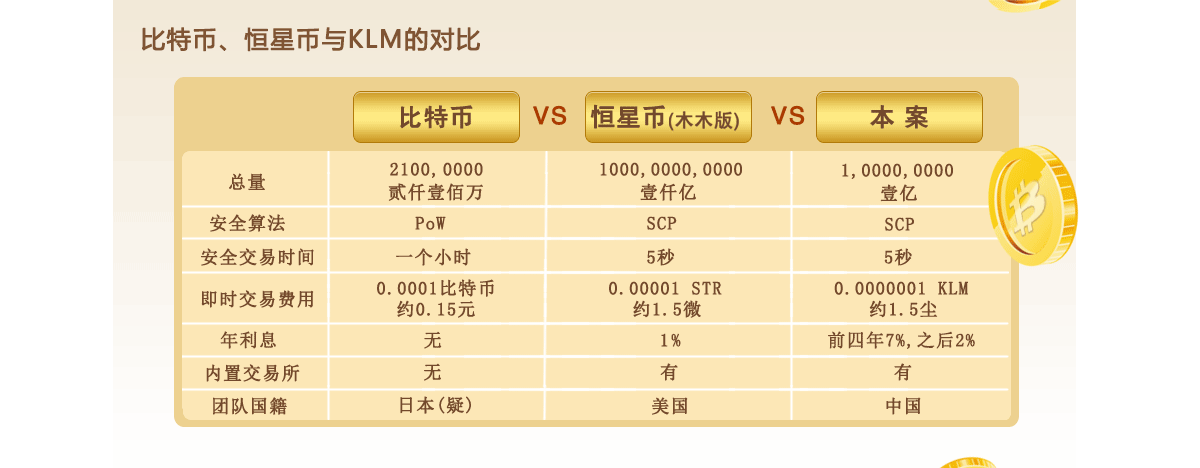 比特币、恒星币与KLM的对比
比特币 VS 恒星币(木木版) VS 本 案
总量 2100,0000 贰仟壹佰万 1000,0000,0000 壹仟亿 1,0000,0000 壹亿
安全算法 PoW SCP SCP
安全交易时间 一个小时 5秒 5秒
即时交易费用 0.0001比特币 约0.15元 0.00001 STR 约1.5微 0.0000001 KLM 约1.5尘
年利息 无 1% 前四年7%,之后2%
内置交易所 无 有 有
团队国籍 日本(疑) 美国 中国